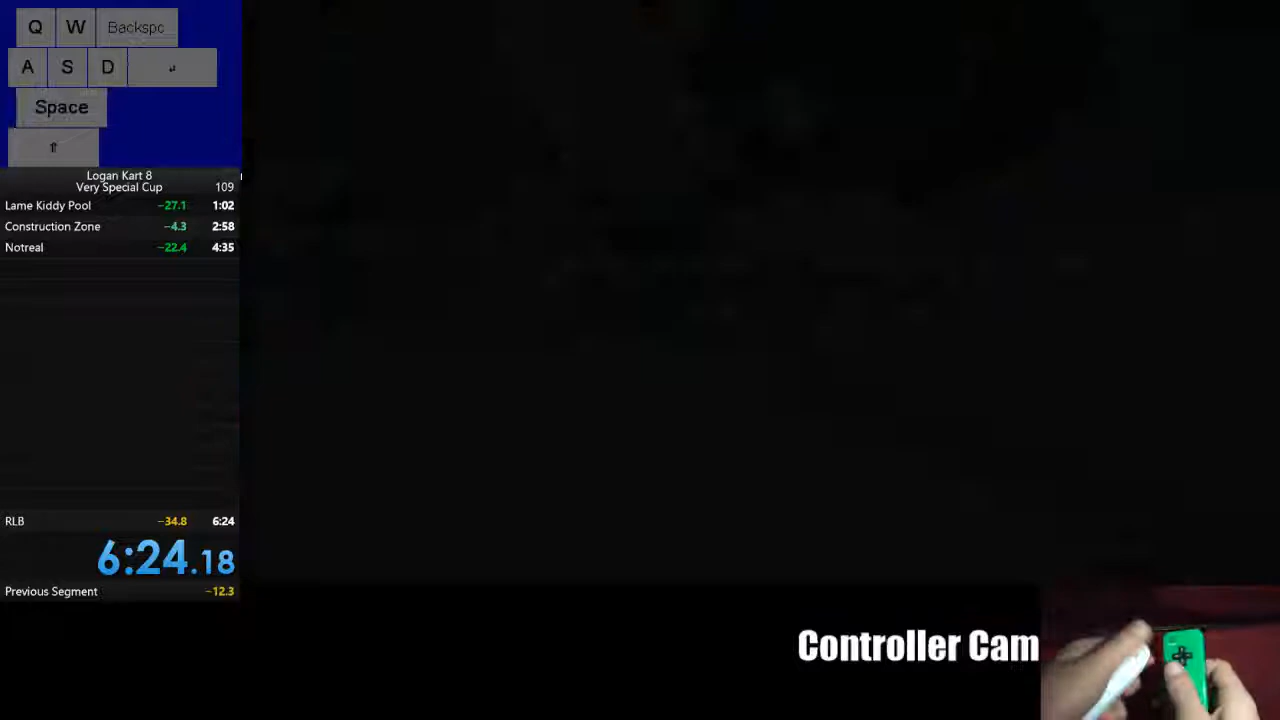 Q W Backspc
A S D ↵
Space
⇑
Logan Kart 8
Very Special Cup 109
Lame Kiddy Pool -27.1 1:02
Construction Zone -4.3 2:58
Notreal -22.4 4:35
RLB -34.8 6:24
6:24.18
Previous Segment -12.3
Controller Cam